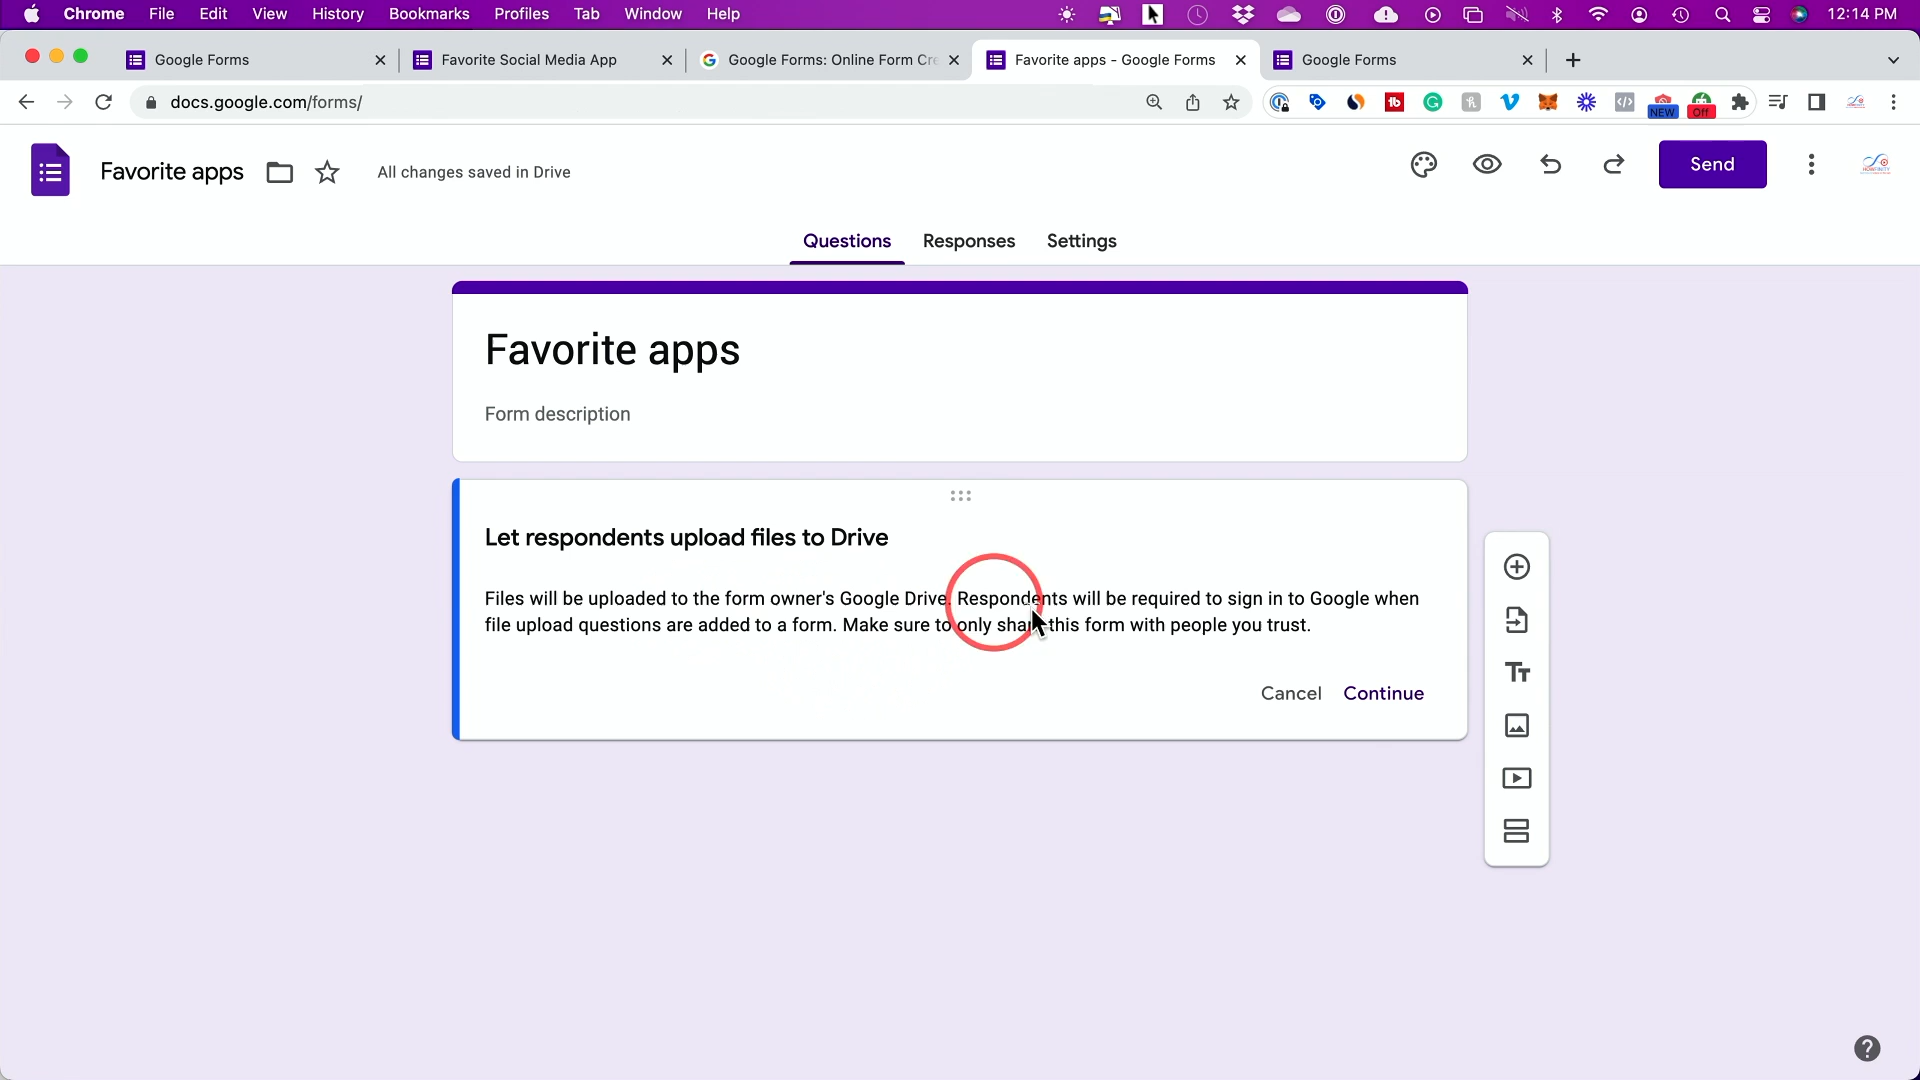 Chrome File Edit View History Bookmarks Profiles Tab Window Help 12:14 PM
Google Forms Favorite Social Media App Google Forms: Online Form Cre Favorite apps - Google Forms Google Forms
docs.google.com/forms/
NEW Off
Favorite apps All changes saved in Drive Send
Questions Responses Settings
Favorite apps
Form description
Let respondents upload files to Drive
Files will be uploaded to the form owner's Google Drive. Respondents will be required to sign in to Google when
file upload questions are added to a form. Make sure to only share this form with people you trust.
Cancel Continue